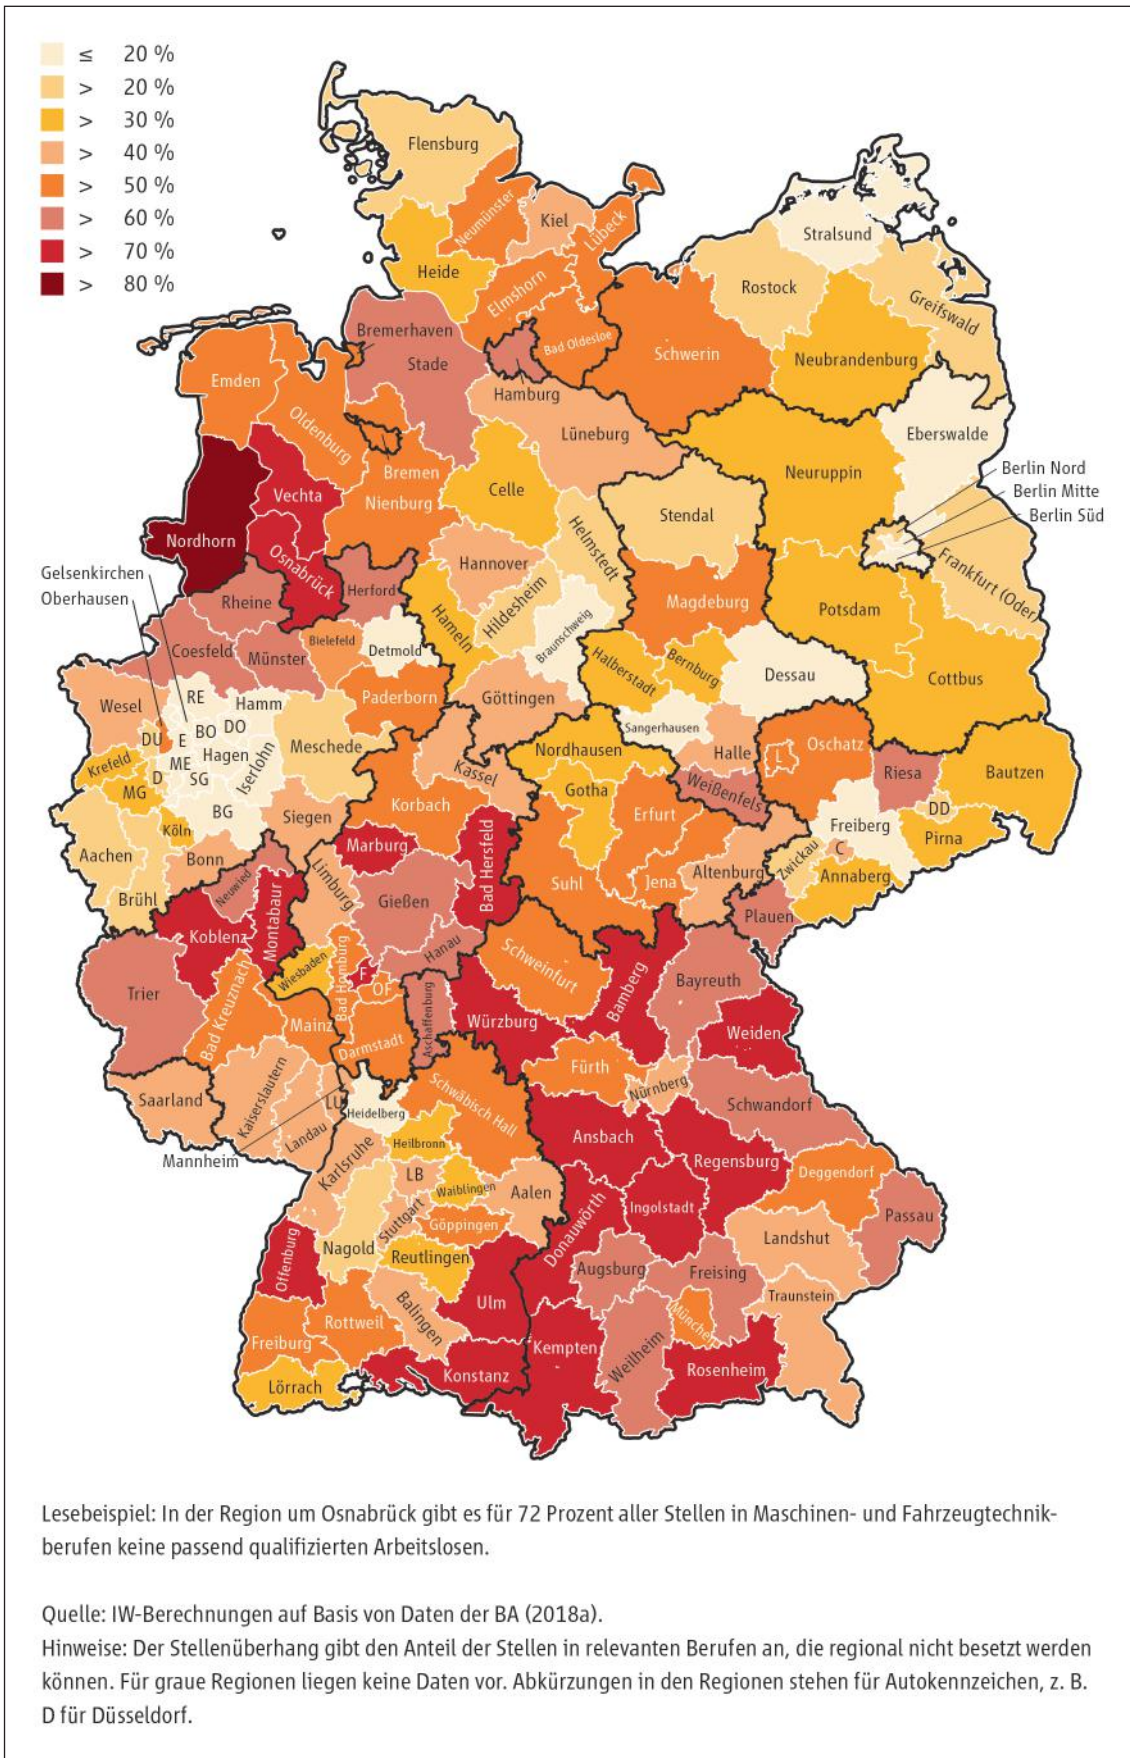 ≤ 20 %
> 20 %
> 30 %
> 40 %
> 50 %
> 60 %
> 70 %
> 80 %
Flensburg
Neumünster
Kiel
Lübeck
Heide
Elmshorn
Bad Oldesloe
Stralsund
Rostock
Greifswald
Schwerin
Neubrandenburg
Bremerhaven
Stade
Emden
Oldenburg
Hamburg
Lüneburg
Bremen
Nienburg
Vechta
Celle
Eberswalde
Neuruppin
Berlin Nord
Berlin Mitte
Berlin Süd
Stendal
Helmstedt
Nordhorn
Osnabrück
Hannover
Hildesheim
Braunschweig
Magdeburg
Frankfurt (Oder)
Potsdam
Gelsenkirchen
Oberhausen
Rheine
Herford
Hameln
Coesfeld
Münster
Bielefeld
Detmold
Halberstadt
Bernburg
Dessau
Cottbus
Wesel
RE
Hamm
Paderborn
Göttingen
Sangerhausen
DU
E
BO
DO
Hagen
Iserlohn
Meschede
Krefeld
ME
D
SG
MG
BG
Köln
Siegen
Kassel
Nordhausen
Halle
L
Oschatz
Riesa
Bautzen
Gotha
Weißenfels
Erfurt
Korbach
DD
Freiberg
Pirna
Aachen
Bonn
Marburg
Bad Hersfeld
Brühl
Neuwied
Limburg
Gießen
Suhl
Jena
Altenburg
Zwickau
C
Annaberg
Montabaur
Koblenz
Hanau
Plauen
Trier
Bad Kreuznach
Wiesbaden
Bad Homburg
F
OF
Schweinfurt
Bamberg
Bayreuth
Mainz
Darmstadt
Aschaffenburg
Würzburg
Weiden
Saarland
Kaiserslautern
Landau
LU
Heidelberg
Schwäbisch Hall
Fürth
Nürnberg
Schwandorf
Mannheim
Karlsruhe
Heilbronn
Ansbach
Regensburg
LB
Waiblingen
Aalen
Deggendorf
Stuttgart
Göppingen
Donauwörth
Ingolstadt
Passau
Offenburg
Nagold
Reutlingen
Landshut
Augsburg
Freising
Traunstein
Ulm
Balingen
Rottweil
München
Freiburg
Kempten
Weilheim
Rosenheim
Konstanz
Lörrach
Lesebeispiel: In der Region um Osnabrück gibt es für 72 Prozent aller Stellen in Maschinen- und Fahrzeugtechnik-
berufen keine passend qualifizierten Arbeitslosen.
Quelle: IW-Berechnungen auf Basis von Daten der BA (2018a).
Hinweise: Der Stellenüberhang gibt den Anteil der Stellen in relevanten Berufen an, die regional nicht besetzt werden
können. Für graue Regionen liegen keine Daten vor. Abkürzungen in den Regionen stehen für Autokennzeichen, z. B.
D für Düsseldorf.